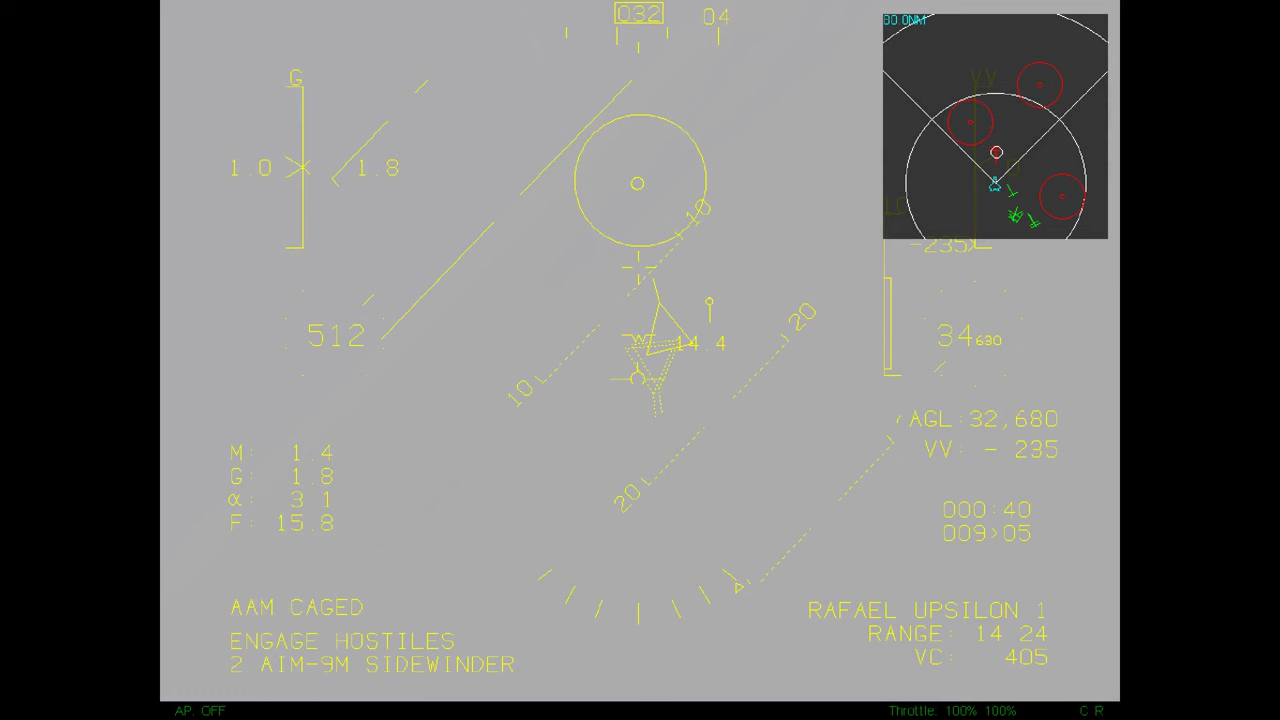 032 04
80.0NM
G
VV
1.0 1.8
10
-235
20
512
14.4
34630
10
AGL:32,680
VV: - 235
M: 1.4
G: 1.8
α: 3.1
F: 15.8
20
000:40
009>05
AAM CAGED
ENGAGE HOSTILES
2 AIM-9M SIDEWINDER
RAFAEL UPSILON 1
RANGE: 14.24
VC: 405
AP: OFF
Throttle: 100% 100%
C R